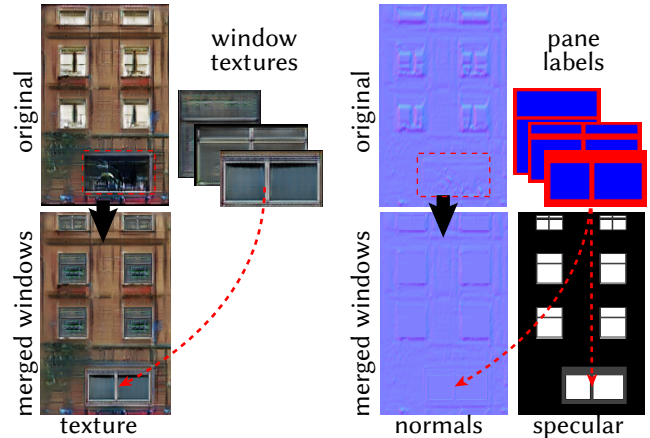 window
textures
pane
labels
original
original
merged windows
merged windows
texture
normals
specular